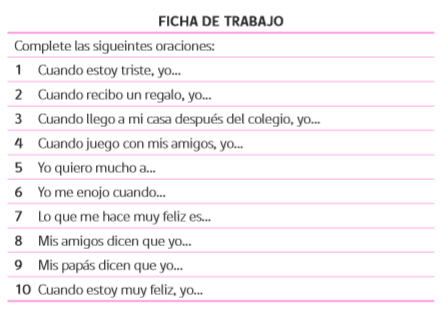 FICHA DE TRABAJO
Complete las sigueintes oraciones:
1 Cuando estoy triste, yo...
2 Cuando recibo un regalo, yo...
3 Cuando llego a mi casa después del colegio, yo...
4 Cuando juego con mis amigos, yo...
5 Yo quiero mucho a...
6 Yo me enojo cuando...
7 Lo que me hace muy feliz es...
8 Mis amigos dicen que yo...
9 Mis papás dicen que yo...
10 Cuando estoy muy feliz, yo...